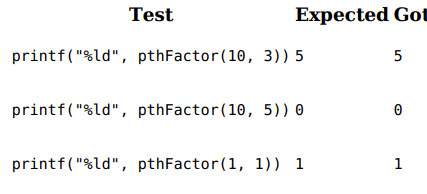 Test Expected Got
printf("%ld", pthFactor(10, 3)) 5 5
printf("%ld", pthFactor(10, 5)) 0 0
printf("%ld", pthFactor(1, 1)) 1 1